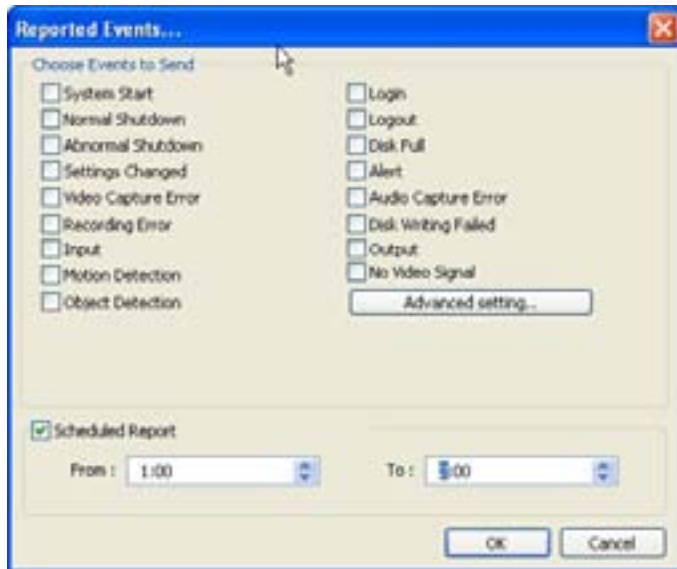 Reported Events...
Choose Events to Send
System Start
Normal Shutdown
Abnormal Shutdown
Settings Changed
Video Capture Error
Recording Error
Input
Motion Detection
Object Detection
Login
Logout
Disk Full
Alert
Audio Capture Error
Disk Writing Failed
Output
No Video Signal
Advanced setting...
Scheduled Report
From : 1:00
To : :00
OK Cancel